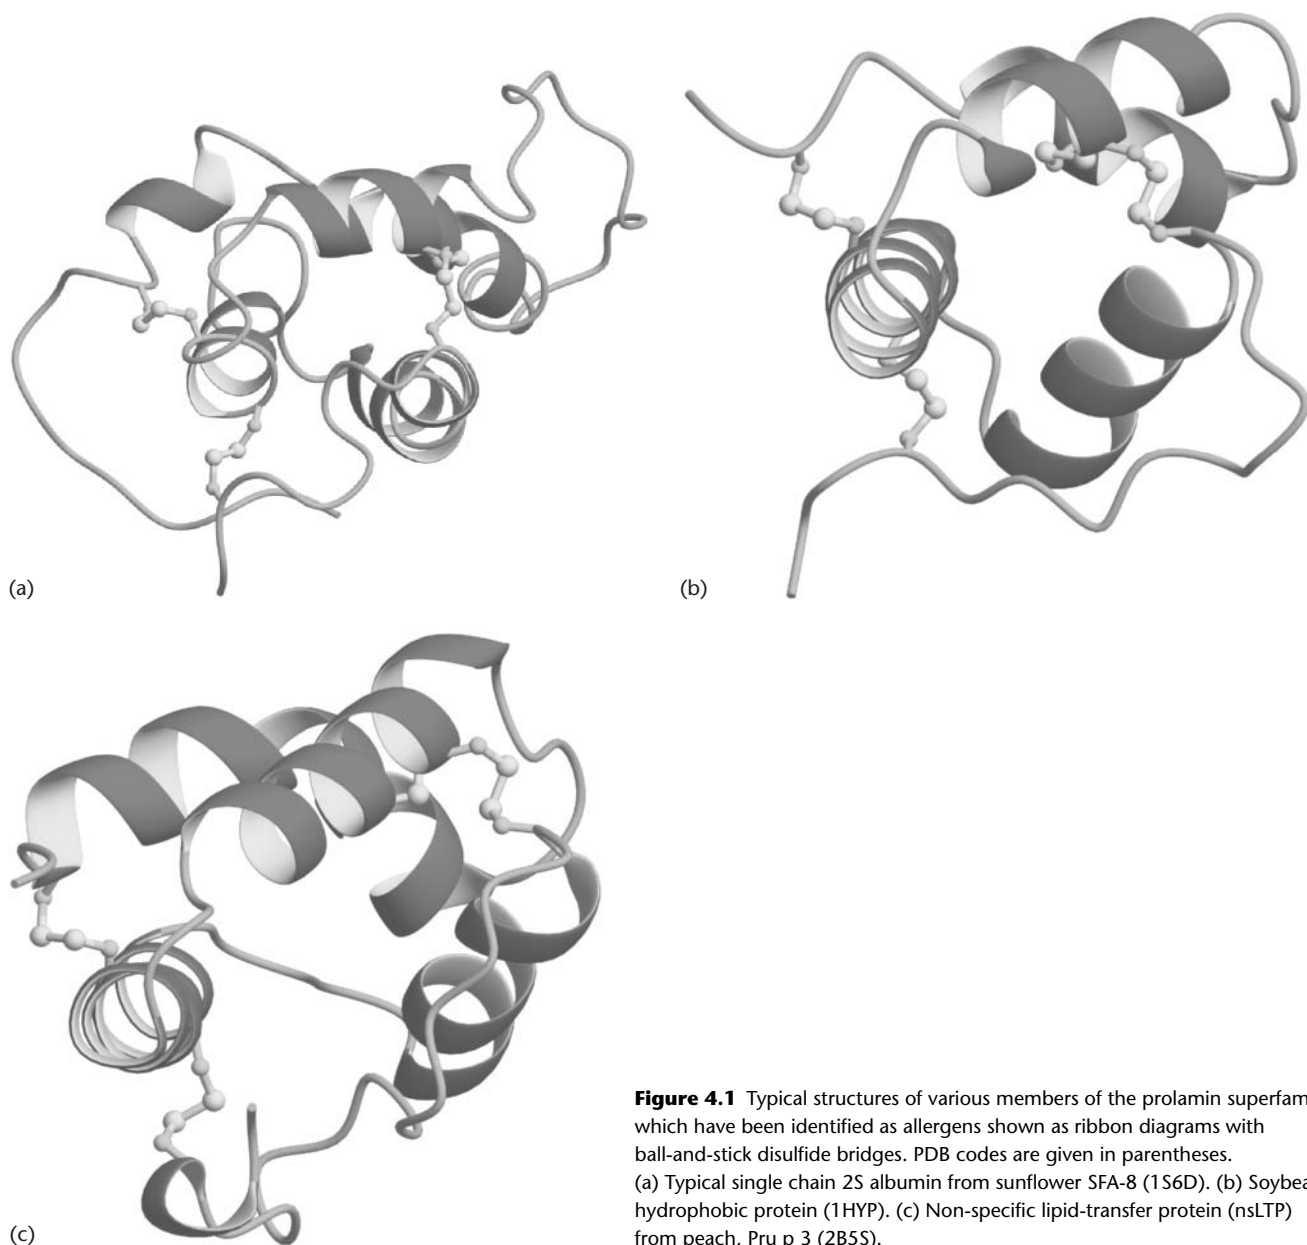 (a)
(b)
(c)
Figure 4.1 Typical structures of various members of the prolamin superfam
which have been identified as allergens shown as ribbon diagrams with
ball-and-stick disulfide bridges. PDB codes are given in parentheses.
(a) Typical single chain 2S albumin from sunflower SFA-8 (1S6D). (b) Soybea
hydrophobic protein (1HYP). (c) Non-specific lipid-transfer protein (nsLTP)
from peach, Pru p 3 (2B5S).